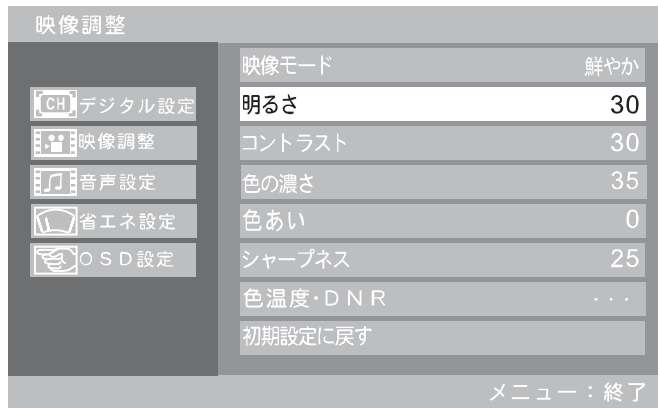 映像調整
CH デジタル設定
映像調整
音声設定
省エネ設定
OSD設定
映像モード 鮮やか
明るさ 30
コントラスト 30
色の濃さ 35
色あい 0
シャープネス 25
色温度・DNR ・・・
初期設定に戻す
メニュー：終了